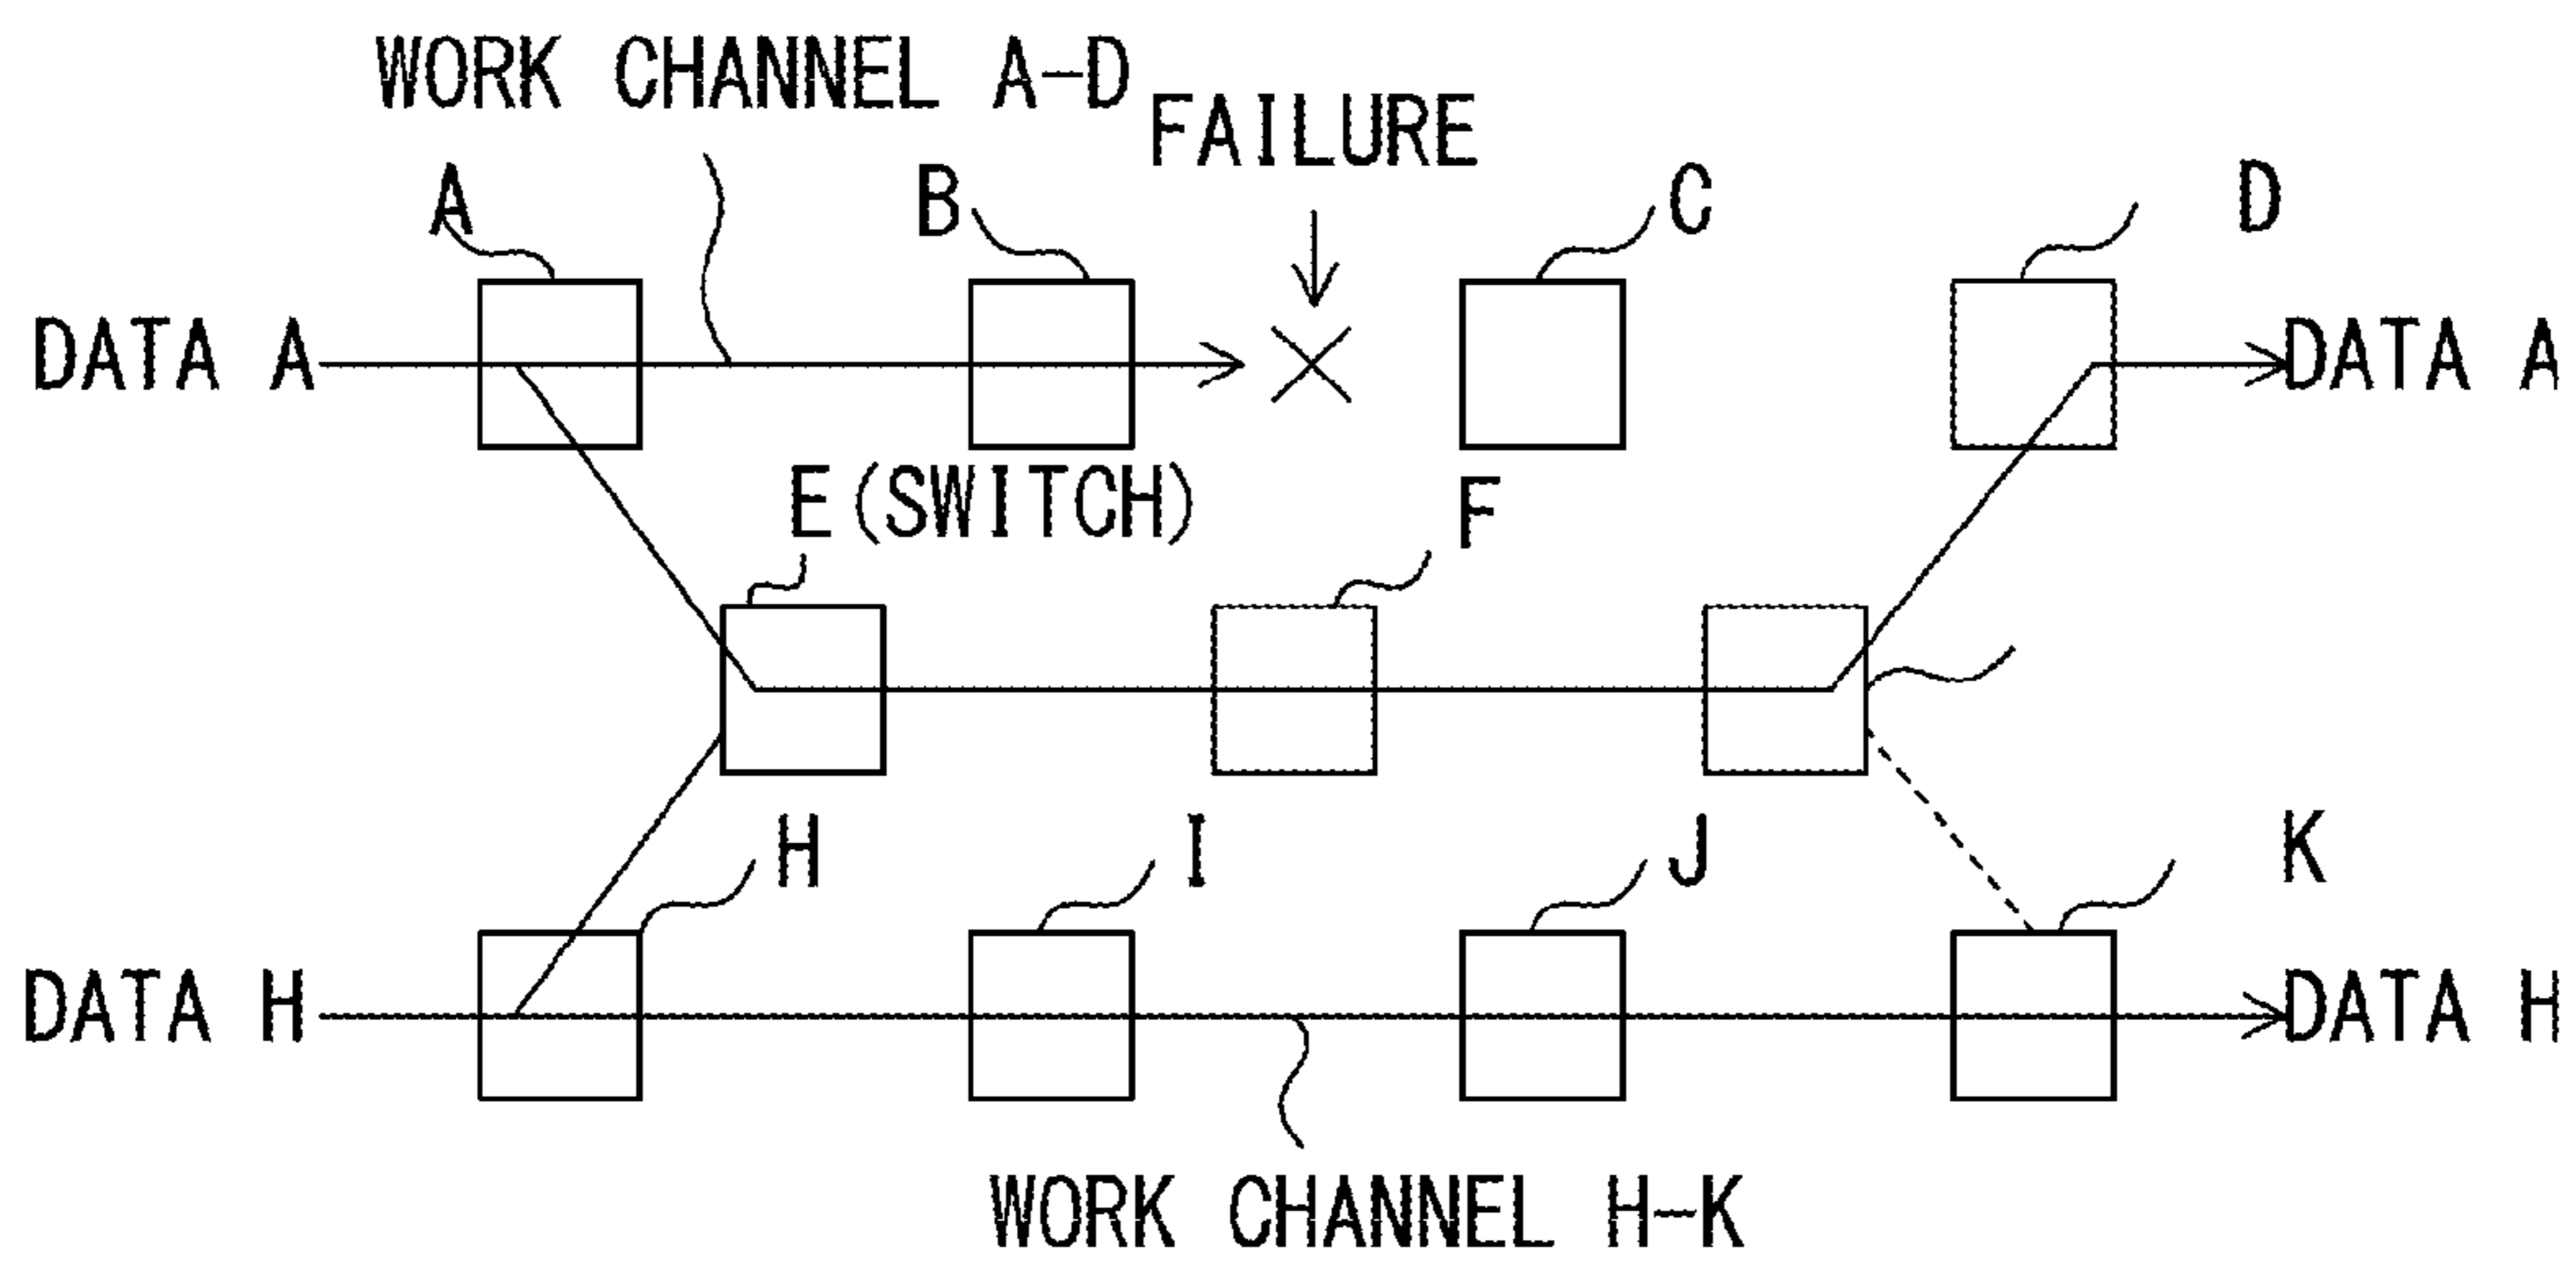 WORK CHANNEL A-D
FAILURE
A
B
C
D
DATA A
DATA A
E(SWITCH)
F
H
I
J
K
DATA H
DATA H
WORK CHANNEL H-K